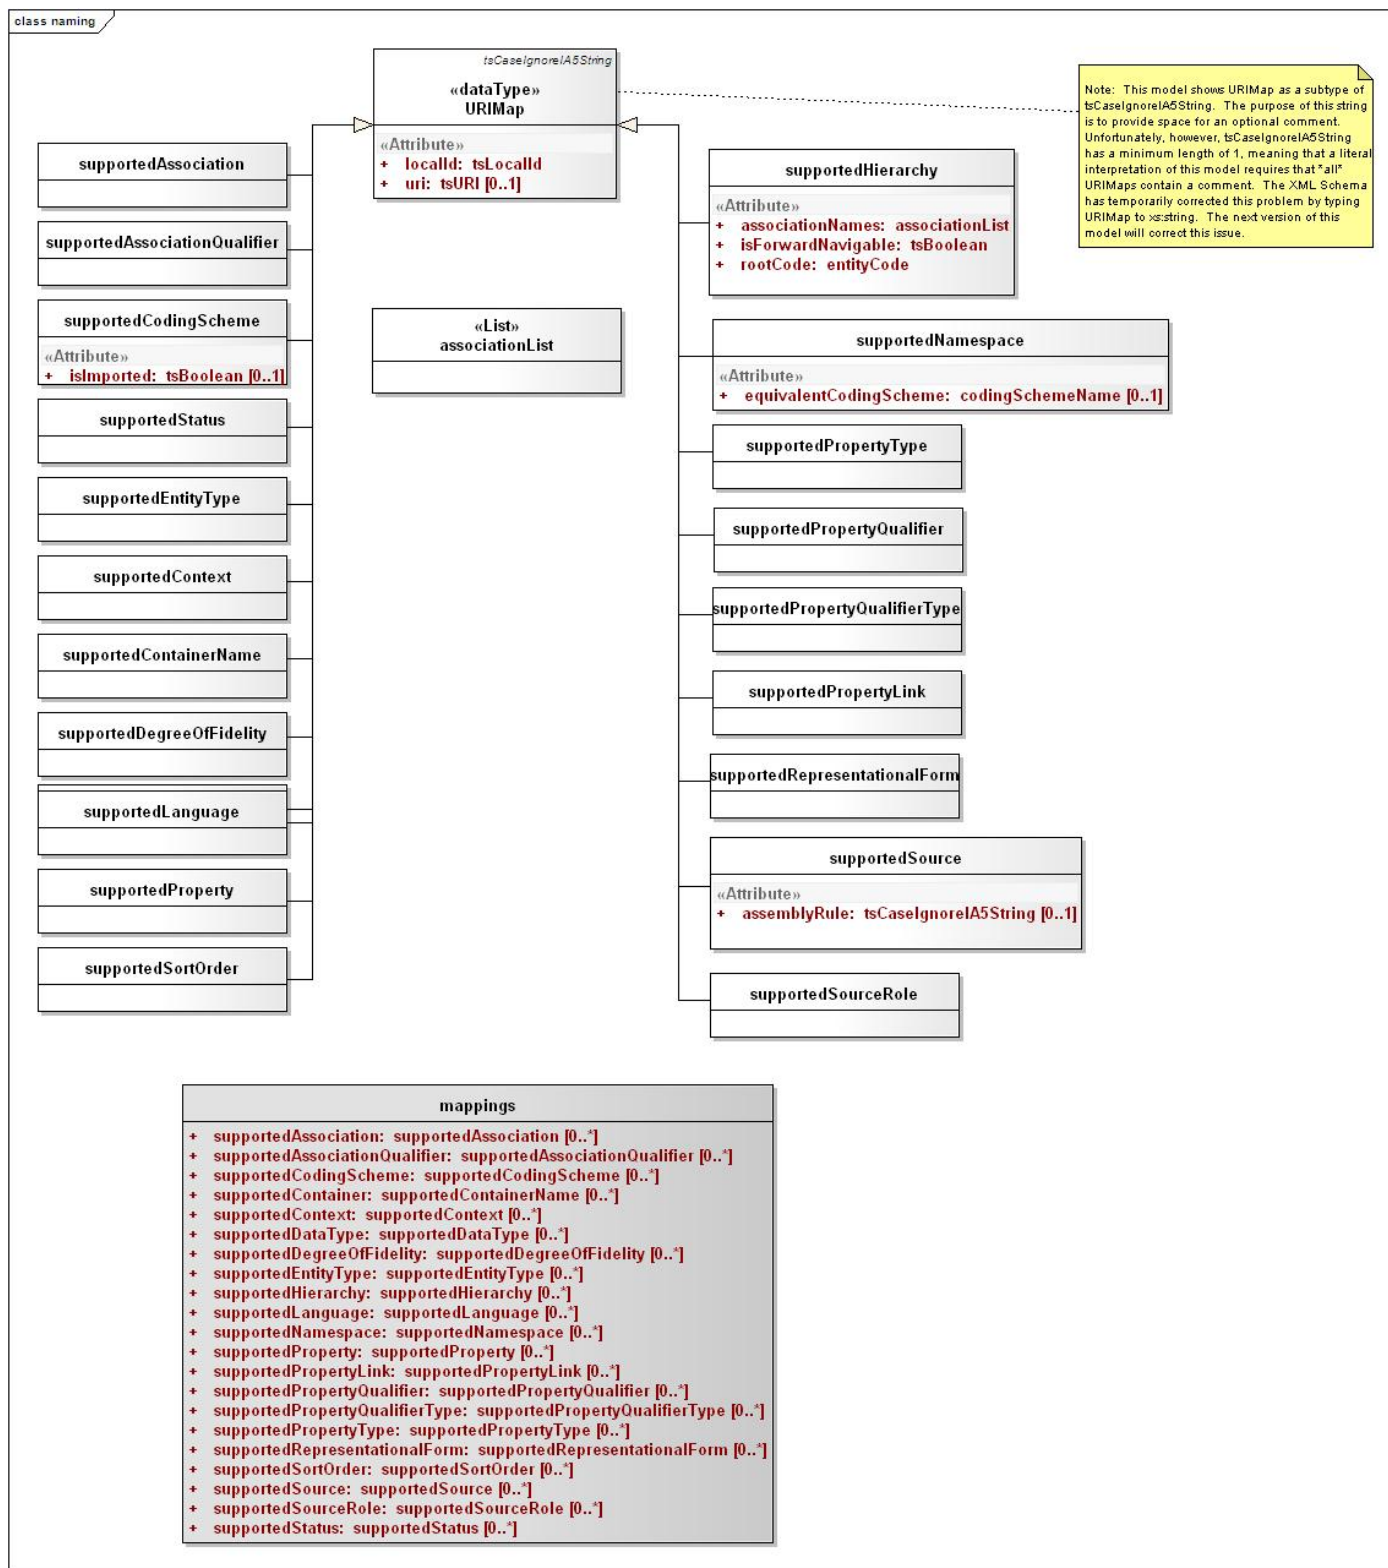 class naming
tsCaseIgnoreIA5String
«dataType»
URIMap
«Attribute»
+ localId: tsLocalId
+ uri: tsURI [0..1]
Note: This model shows URIMap as a subtype of
tsCaseIgnoreIA5String. The purpose of this string
is to provide space for an optional comment.
Unfortunately, however, tsCaseIgnoreIA5String
has a minimum length of 1, meaning that a literal
interpretation of this model requires that *all*
URIMaps contain a comment. The XML Schema
has temporarily corrected this problem by typing
URIMap to xs:string. The next version of this
model will correct this issue.
supportedAssociation
supportedAssociationQualifier
supportedCodingScheme
«Attribute»
+ isImported: tsBoolean [0..1]
supportedStatus
supportedEntityType
supportedContext
supportedContainerName
supportedDegreeOfFidelity
supportedLanguage
supportedProperty
supportedSortOrder
«List»
associationList
supportedHierarchy
«Attribute»
+ associationNames: associationList
+ isForwardNavigable: tsBoolean
+ rootCode: entityCode
supportedNamespace
«Attribute»
+ equivalentCodingScheme: codingSchemeName [0..1]
supportedPropertyType
supportedPropertyQualifier
supportedPropertyQualifierType
supportedPropertyLink
supportedRepresentationalForm
supportedSource
«Attribute»
+ assemblyRule: tsCaseIgnoreIA5String [0..1]
supportedSourceRole
mappings
+ supportedAssociation: supportedAssociation [0..*]
+ supportedAssociationQualifier: supportedAssociationQualifier [0..*]
+ supportedCodingScheme: supportedCodingScheme [0..*]
+ supportedContainer: supportedContainerName [0..*]
+ supportedContext: supportedContext [0..*]
+ supportedDataType: supportedDataType [0..*]
+ supportedDegreeOfFidelity: supportedDegreeOfFidelity [0..*]
+ supportedEntityType: supportedEntityType [0..*]
+ supportedHierarchy: supportedHierarchy [0..*]
+ supportedLanguage: supportedLanguage [0..*]
+ supportedNamespace: supportedNamespace [0..*]
+ supportedProperty: supportedProperty [0..*]
+ supportedPropertyLink: supportedPropertyLink [0..*]
+ supportedPropertyQualifier: supportedPropertyQualifier [0..*]
+ supportedPropertyQualifierType: supportedPropertyQualifierType [0..*]
+ supportedPropertyType: supportedPropertyType [0..*]
+ supportedRepresentationalForm: supportedRepresentationalForm [0..*]
+ supportedSortOrder: supportedSortOrder [0..*]
+ supportedSource: supportedSource [0..*]
+ supportedSourceRole: supportedSourceRole [0..*]
+ supportedStatus: supportedStatus [0..*]